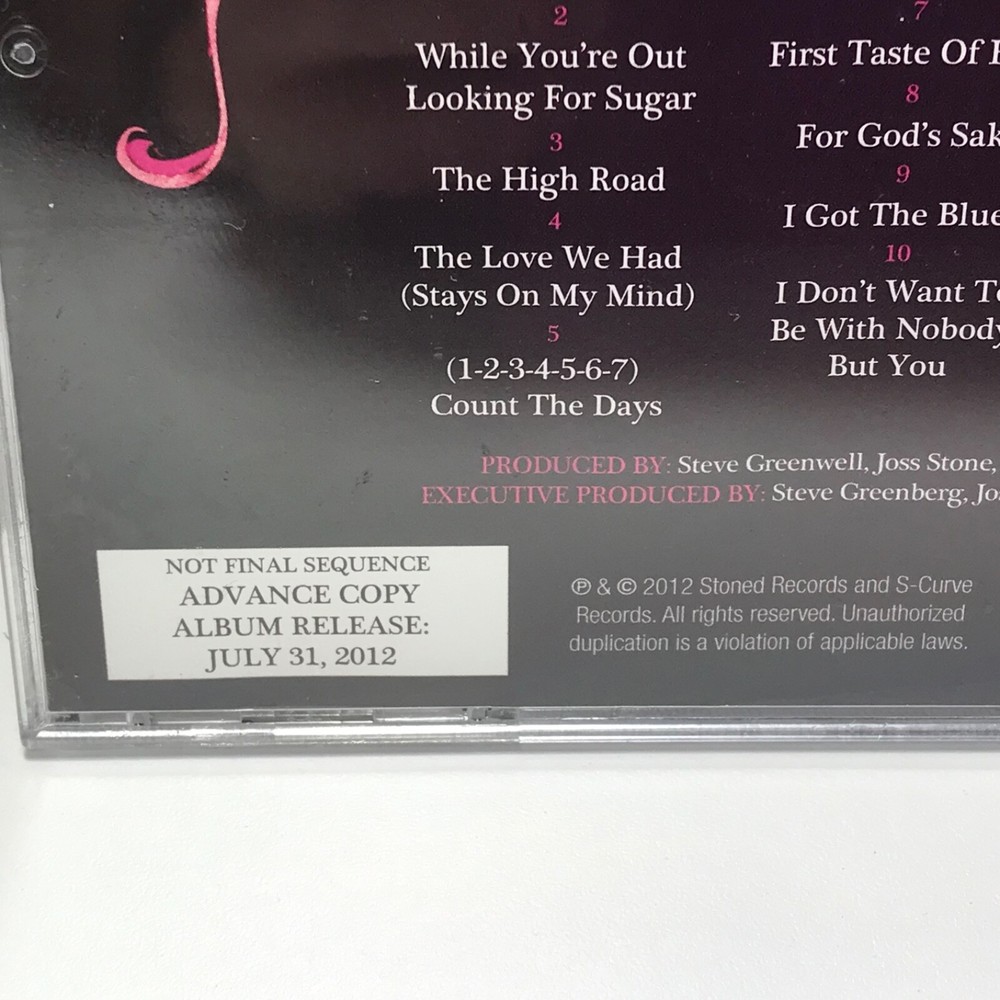 2
While You're Out
Looking For Sugar
3
The High Road
4
The Love We Had
(Stays On My Mind)
5
(1-2-3-4-5-6-7)
Count The Days
7
First Taste Of
8
For God's
9
I Got The
10
I Don't Want
Be With Nobody
But You
PRODUCED BY: Steve Greenwell, Joss Stone,
EXECUTIVE PRODUCED BY: Steve Greenberg,
NOT FINAL SEQUENCE
ADVANCE COPY
ALBUM RELEASE:
JULY 31, 2012
℗ & © 2012 Stoned Records and S-Curve
Records. All rights reserved. Unauthorized
duplication is a violation of applicable laws.